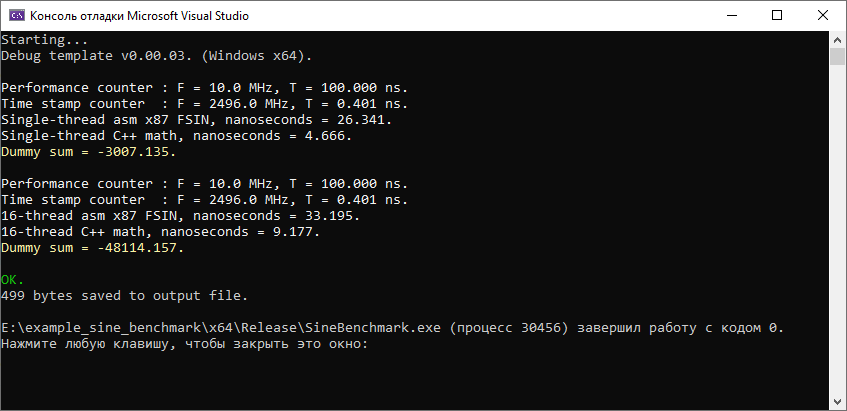 Консоль отладки Microsoft Visual Studio
Starting...
Debug template v0.00.03. (Windows x64).
Performance counter : F = 10.0 MHz, T = 100.000 ns.
Time stamp counter  : F = 2496.0 MHz, T = 0.401 ns.
Single-thread asm x87 FSIN, nanoseconds = 26.341.
Single-thread C++ math, nanoseconds = 4.666.
Dummy sum = -3007.135.
Performance counter : F = 10.0 MHz, T = 100.000 ns.
Time stamp counter  : F = 2496.0 MHz, T = 0.401 ns.
16-thread asm x87 FSIN, nanoseconds = 33.195.
16-thread C++ math, nanoseconds = 9.177.
Dummy sum = -48114.157.
OK.
499 bytes saved to output file.
E:\example_sine_benchmark\x64\Release\SineBenchmark.exe (процесс 30456) завершил работу с кодом 0.
Нажмите любую клавишу, чтобы закрыть это окно: